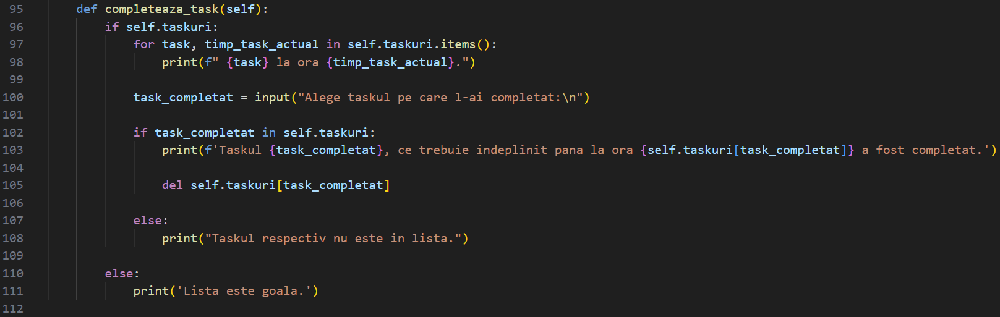 95 def completeaza_task(self):
96 if self.taskuri:
97 for task, timp_task_actual in self.taskuri.items():
98 print(f" {task} la ora {timp_task_actual}.")
99
100 task_completat = input("Alege taskul pe care l-ai completat:\n")
101
102 if task_completat in self.taskuri:
103 print(f'Taskul {task_completat}, ce trebuie indeplinit pana la ora {self.taskuri[task_completat]} a fost completat.')
104
105 del self.taskuri[task_completat]
106
107 else:
108 print("Taskul respectiv nu este in lista.")
109
110 else:
111 print('Lista este goala.')
112